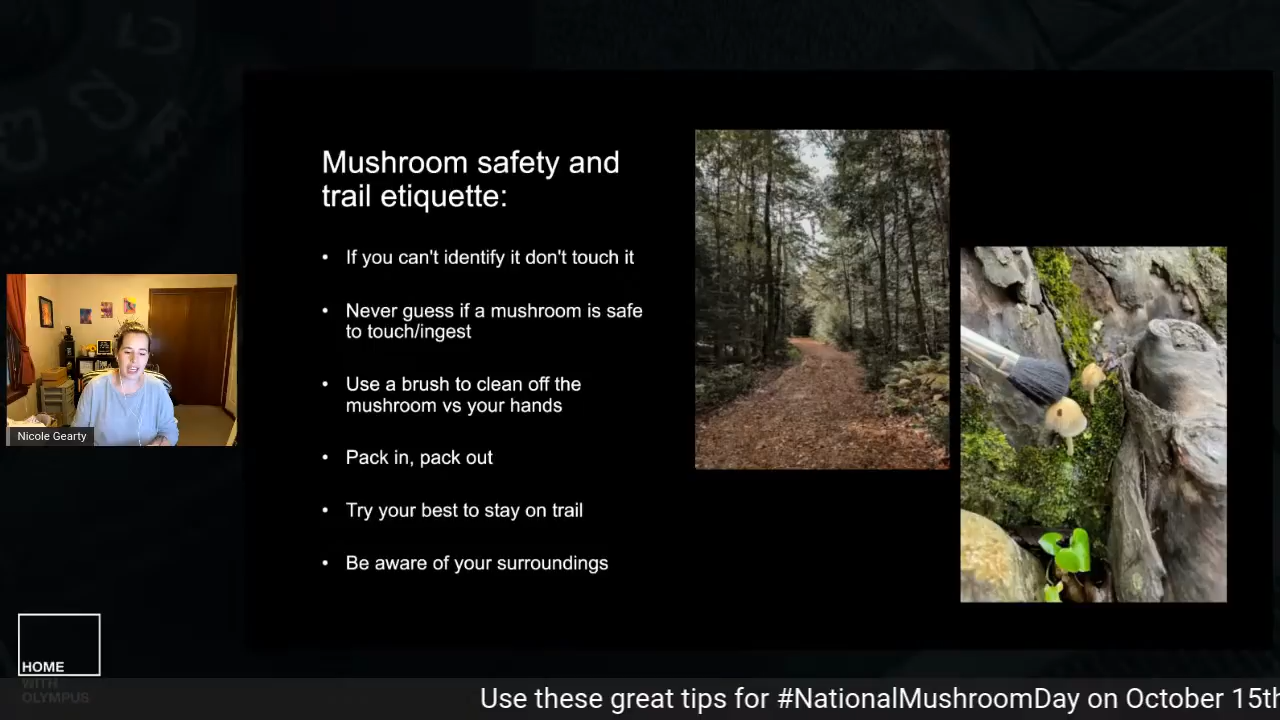 Mushroom safety and
trail etiquette:
• If you can't identify it don't touch it
• Never guess if a mushroom is safe
to touch/ingest
• Use a brush to clean off the
mushroom vs your hands
• Pack in, pack out
• Try your best to stay on trail
• Be aware of your surroundings
Nicole Gearty
HOME
WITH
OLYMPUS
Use these great tips for #NationalMushroomDay on October 15th